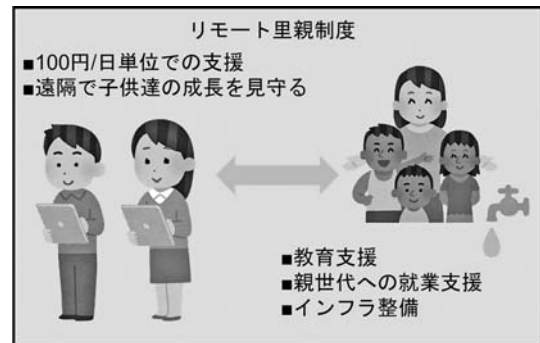 リモート里親制度
■100円/日単位での支援
■遠隔で子供達の成長を見守る
■教育支援
■親世代への就業支援
■インフラ整備